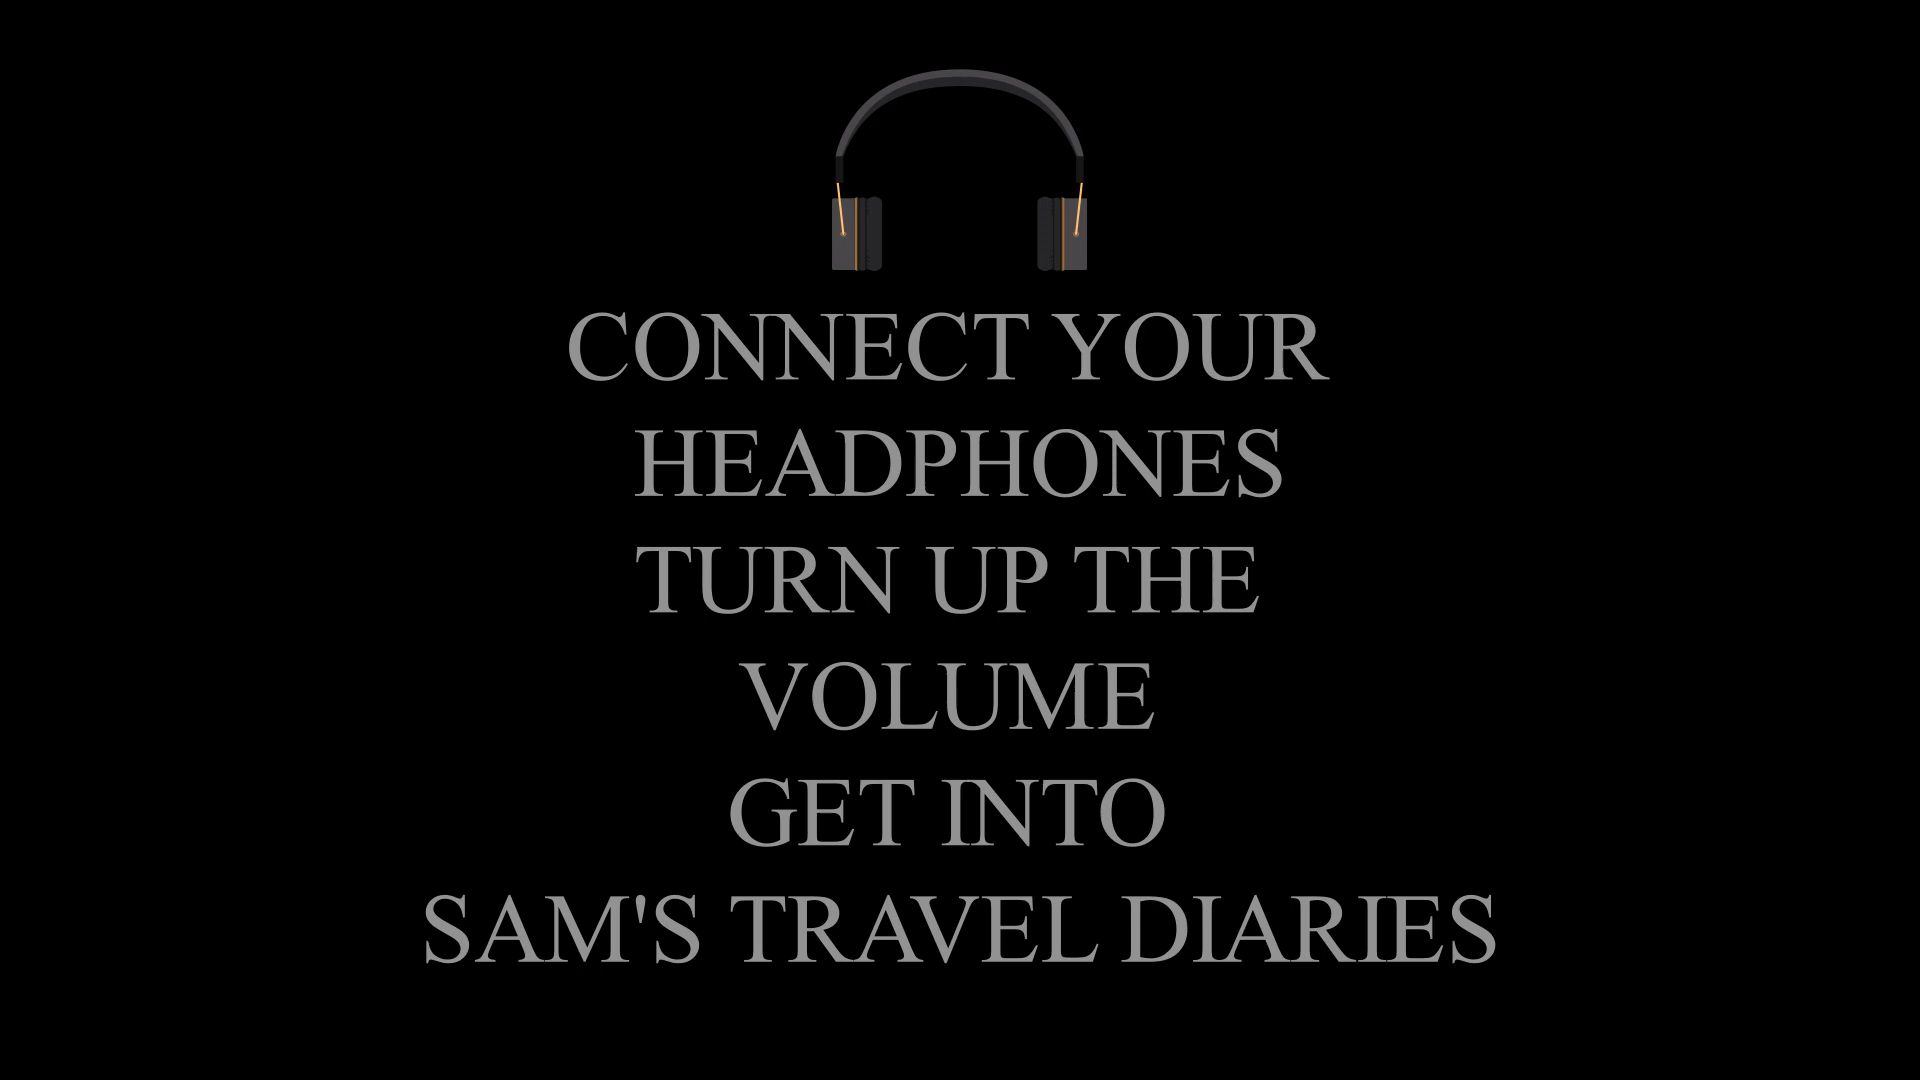 CONNECT YOUR
HEADPHONES
TURN UP THE
VOLUME
GET INTO
SAM'S TRAVEL DIARIES